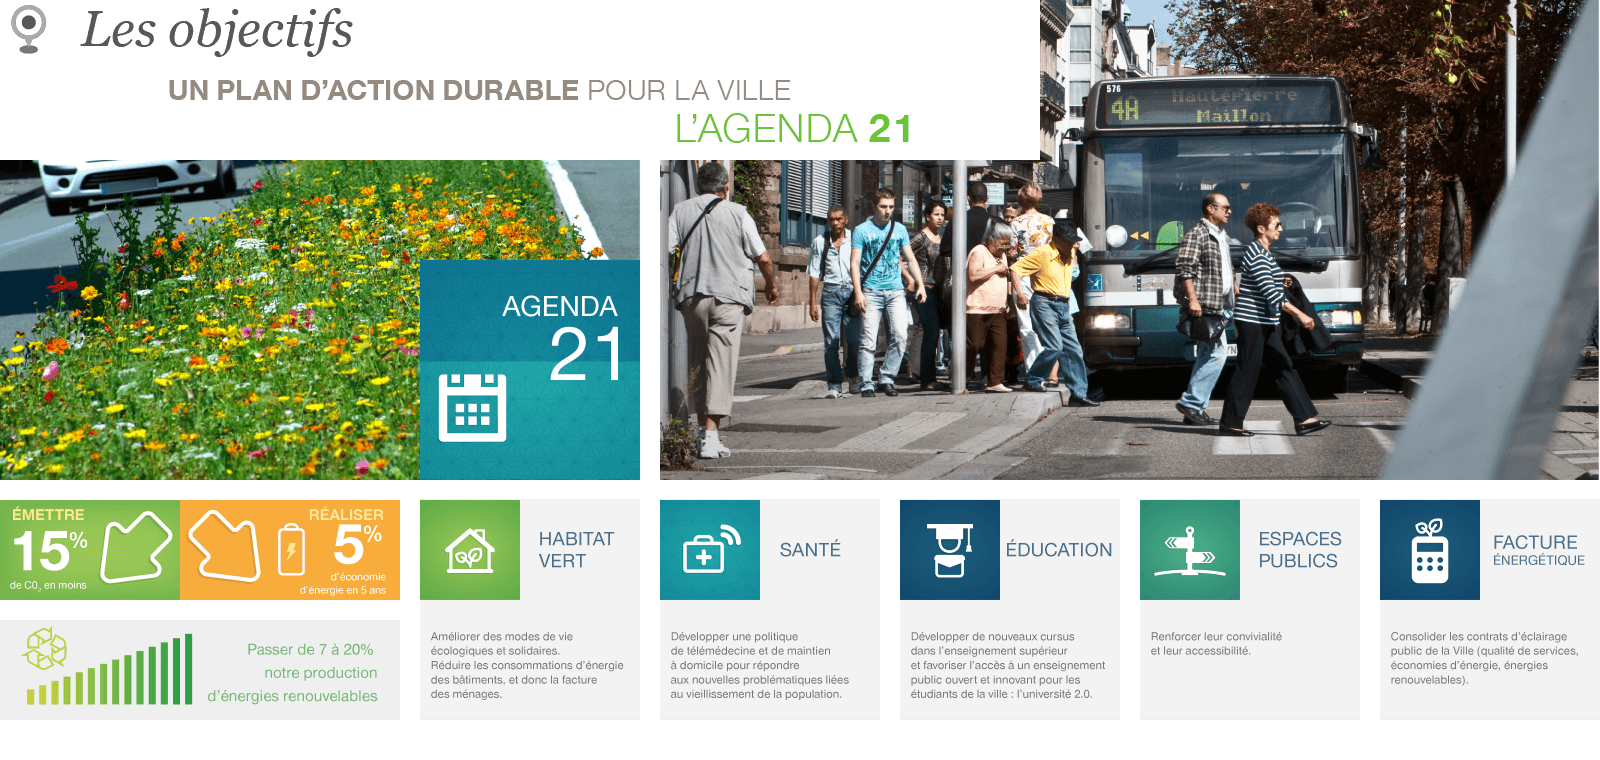 Les objectifs
UN PLAN D'ACTION DURABLE POUR LA VILLE
L'AGENDA 21
576
4A
Hautepierre
Maillon
AGENDA
21
ÉMETTRE
15%
de CO2 en moins
RÉALISER
5%
d'économie
d'énergie en 5 ans
Passer de 7 à 20%
notre production
d'énergies renouvelables
HABITAT
VERT
Améliorer des modes de vie
écologiques et solidaires.
Réduire les consommations d'énergie
des bâtiments, et donc la facture
des ménages.
SANTÉ
Développer une politique
de télémédecine et de maintien
à domicile pour répondre
aux nouvelles problématiques liées
au vieillissement de la population.
ÉDUCATION
Développer de nouveaux cursus
dans l'enseignement supérieur
et favoriser l'accès à un enseignement
public ouvert et innovant pour les
étudiants de la ville : l'université 2.0.
ESPACES
PUBLICS
Renforcer leur convivialité
et leur accessibilité.
FACTURE
ÉNERGÉTIQUE
Consolider les contrats d'éclairage
public de la Ville (qualité de services,
économies d'énergie, énergies
renouvelables).